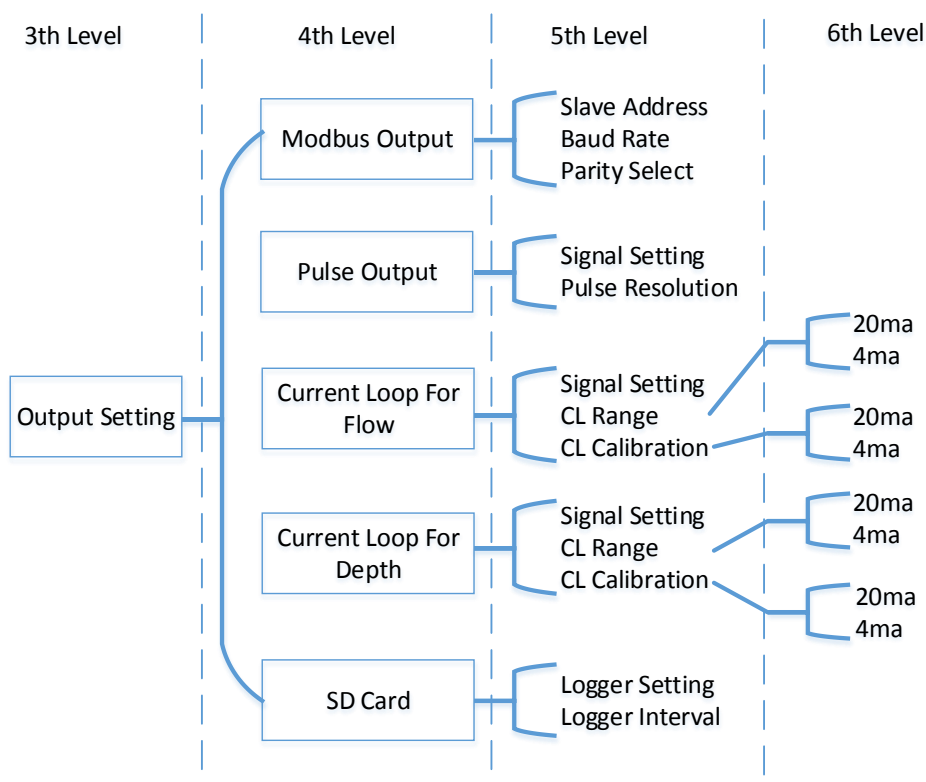 3th Level
4th Level
5th Level
6th Level
Output Setting
Modbus Output
Slave Address
Baud Rate
Parity Select
Pulse Output
Signal Setting
Pulse Resolution
Current Loop For
Flow
Signal Setting
CL Range
CL Calibration
20ma
4ma
20ma
4ma
Current Loop For
Depth
Signal Setting
CL Range
CL Calibration
20ma
4ma
20ma
4ma
SD Card
Logger Setting
Logger Interval